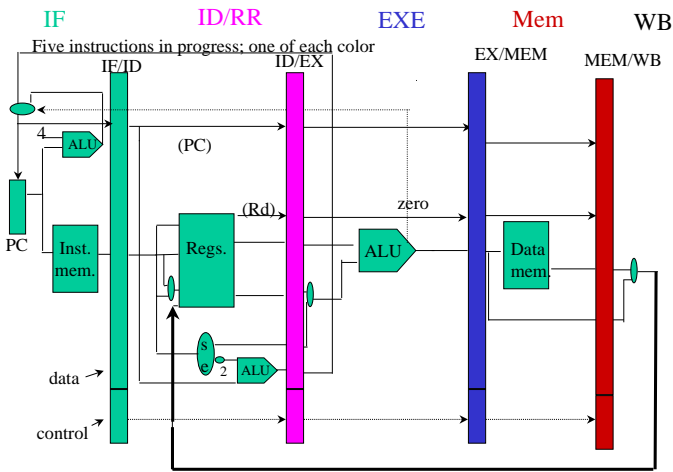 IF
ID/RR
EXE
Mem
WB
Five instructions in progress; one of each color
IF/ID
ID/EX
EX/MEM
MEM/WB
4
ALU
(PC)
(Rd)
zero
PC
Inst.
mem.
Regs.
ALU
Data
mem.
s
e
2
ALU
data
control